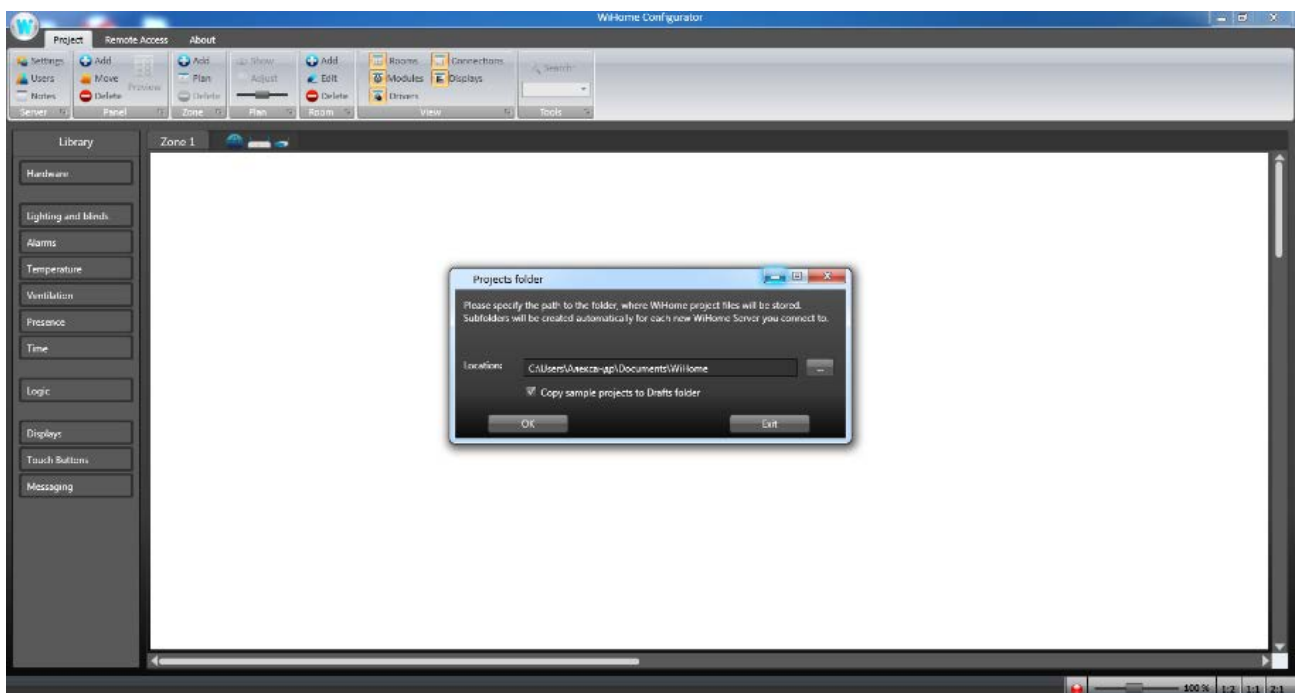 WiHome Configurator
W
Project Remote Access About
Settings Add Add Show Add Rooms Connections Search
Users Move Preview Plan Adjust Edit Modules Displays
Notes Delete Delete Delete Drivers
Server Panel Zone Plan Room View Tools
Library Zone 1
Hardware
Lighting and blinds
Alarms
Temperature
Ventilation
Presence
Time
Logic
Displays
Touch Buttons
Messaging
Projects folder
Please specify the path to the folder, where WiHome project files will be stored.
Subfolders will be created automatically for each new WiHome Server you connect to.
Location: C:\Users\Александр\Documents\WiHome ...
Copy sample projects to Drafts folder
OK Exit
100 % 1:2 1:1 2:1